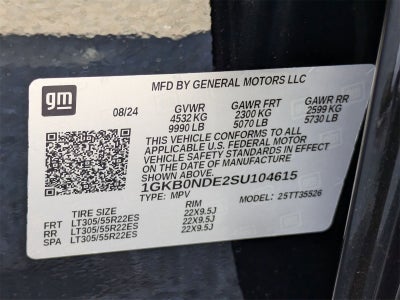 gm
MFD BY GENERAL MOTORS LLC
08/24 GVWR GAWR FRT GAWR RR
4532 KG 2300 KG 2599 KG
9990 LB 5070 LB 5730 LB
THIS VEHICLE CONFORMS TO ALL
APPLICABLE U.S. FEDERAL MOTOR
VEHICLE SAFETY STANDARDS IN EFFECT
ON THE DATE OF MANUFACTURE
SHOWN ABOVE.
1GKB0NDE2SU104615
TYPE: MPV MODEL: 25TT35526
TIRE SIZE RIM
FRT LT305/55R22ES 22X9.5J
RR LT305/55R22ES 22X9.5J
SPA LT305/55R22ES 22X9.5J